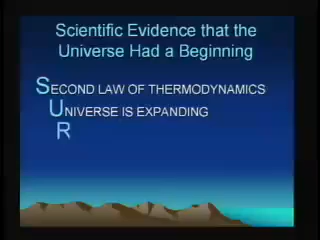 Scientific Evidence that the
Universe Had a Beginning
SECOND LAW OF THERMODYNAMICS
UNIVERSE IS EXPANDING
R